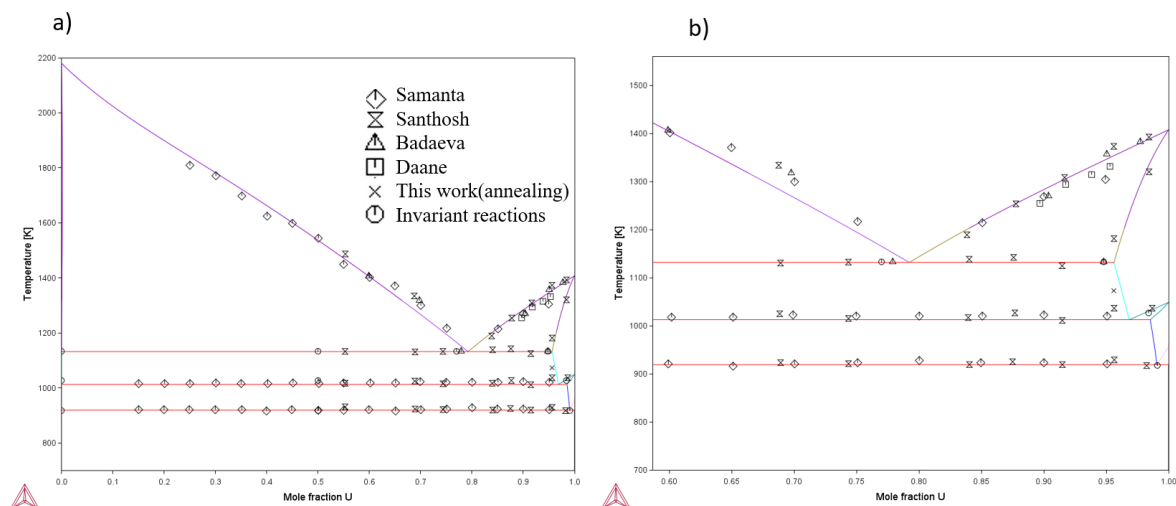 a)
b)
2200
2000
1800
1600
1400
1200
1000
800
Temperature [K]
0.0 0.1 0.2 0.3 0.4 0.5 0.6 0.7 0.8 0.9 1.0
Mole fraction U
Samanta
Santhosh
Badaeva
Daane
This work(annealing)
Invariant reactions
1500
1400
1300
1200
1100
1000
900
800
700
Temperature [K]
0.60 0.65 0.70 0.75 0.80 0.85 0.90 0.95 1.00
Mole fraction U